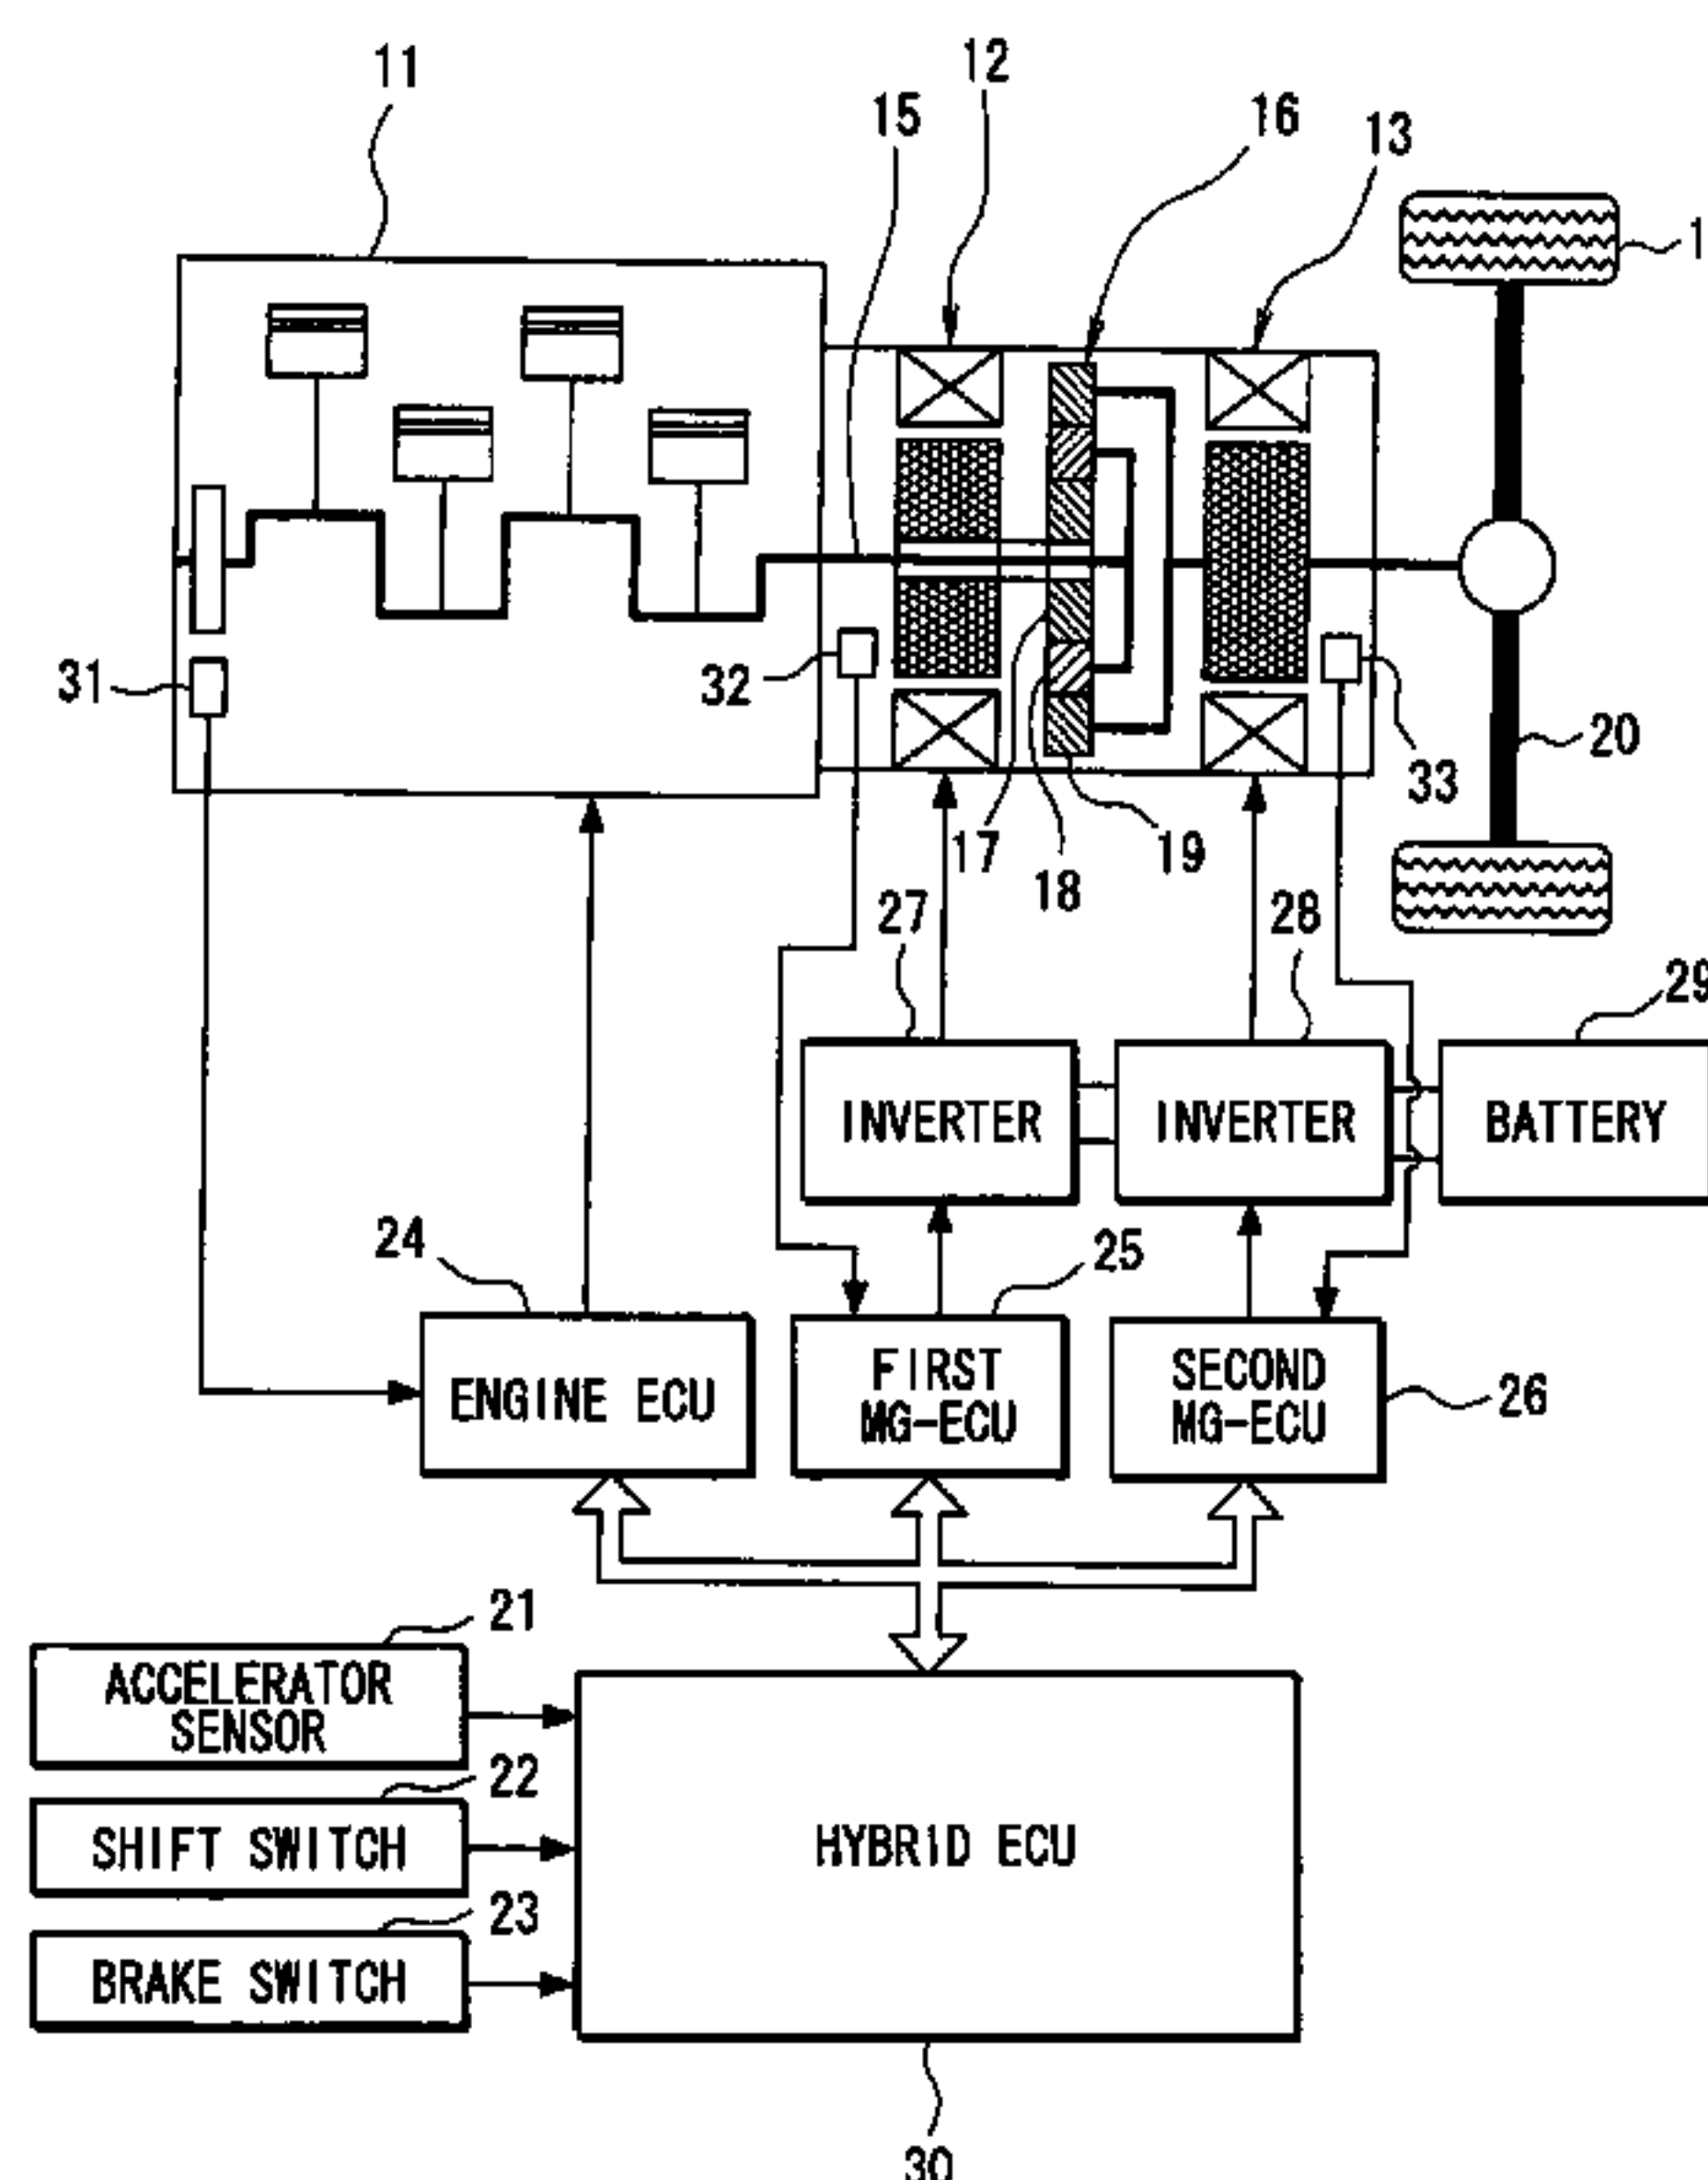 11
12
15
16
13
1
31
32
33
20
17
18
19
27
28
29
INVERTER
INVERTER
BATTERY
24
25
ENGINE ECU
FIRST
MG-ECU
SECOND
MG-ECU
26
21
ACCELERATOR
SENSOR
22
SHIFT SWITCH
HYBRID ECU
23
BRAKE SWITCH
30